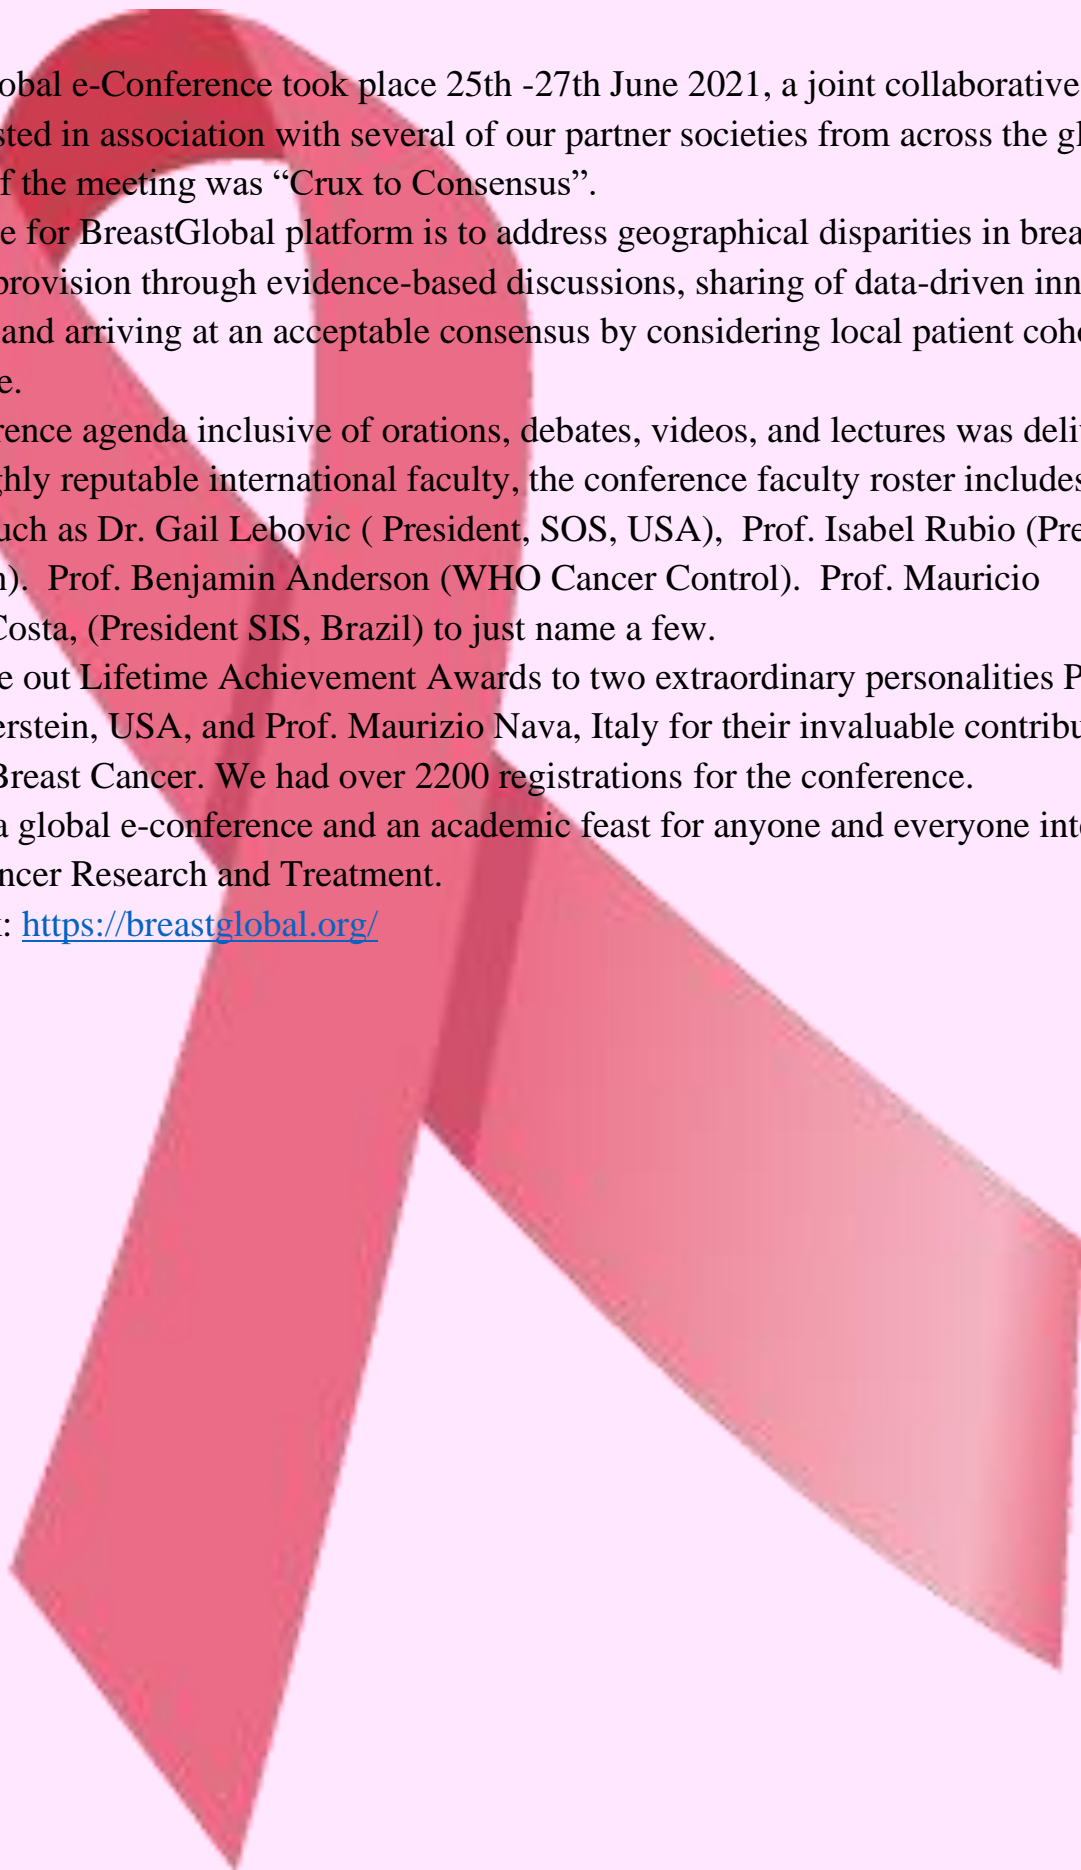 obal e-Conference took place 25th -27th June 2021, a joint collaborative
sted in association with several of our partner societies from across the gl
f the meeting was “Crux to Consensus”.
e for BreastGlobal platform is to address geographical disparities in brea
provision through evidence-based discussions, sharing of data-driven inn
and arriving at an acceptable consensus by considering local patient coho
e.
rence agenda inclusive of orations, debates, videos, and lectures was deliv
ghly reputable international faculty, the conference faculty roster includes
uch as Dr. Gail Lebovic ( President, SOS, USA), Prof. Isabel Rubio (Pre
n). Prof. Benjamin Anderson (WHO Cancer Control). Prof. Mauricio
Costa, (President SIS, Brazil) to just name a few.
e out Lifetime Achievement Awards to two extraordinary personalities P
erstein, USA, and Prof. Maurizio Nava, Italy for their invaluable contribu
Breast Cancer. We had over 2200 registrations for the conference.
a global e-conference and an academic feast for anyone and everyone inte
ncer Research and Treatment.
: https://breastglobal.org/